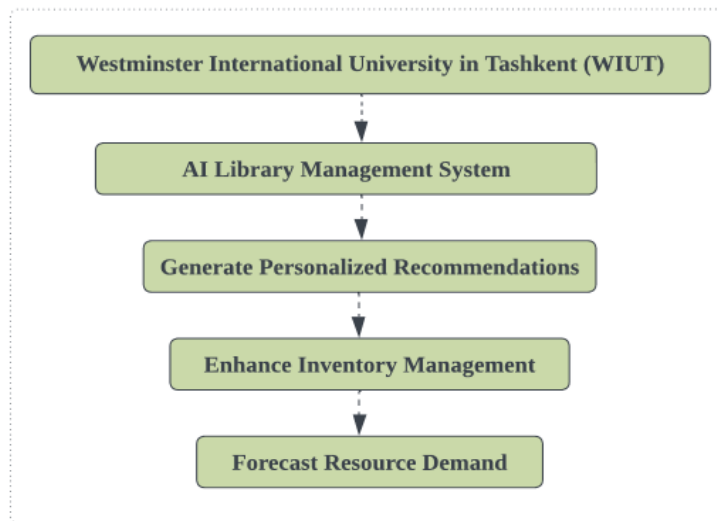 Westminster International University in Tashkent (WIUT)
AI Library Management System
Generate Personalized Recommendations
Enhance Inventory Management
Forecast Resource Demand